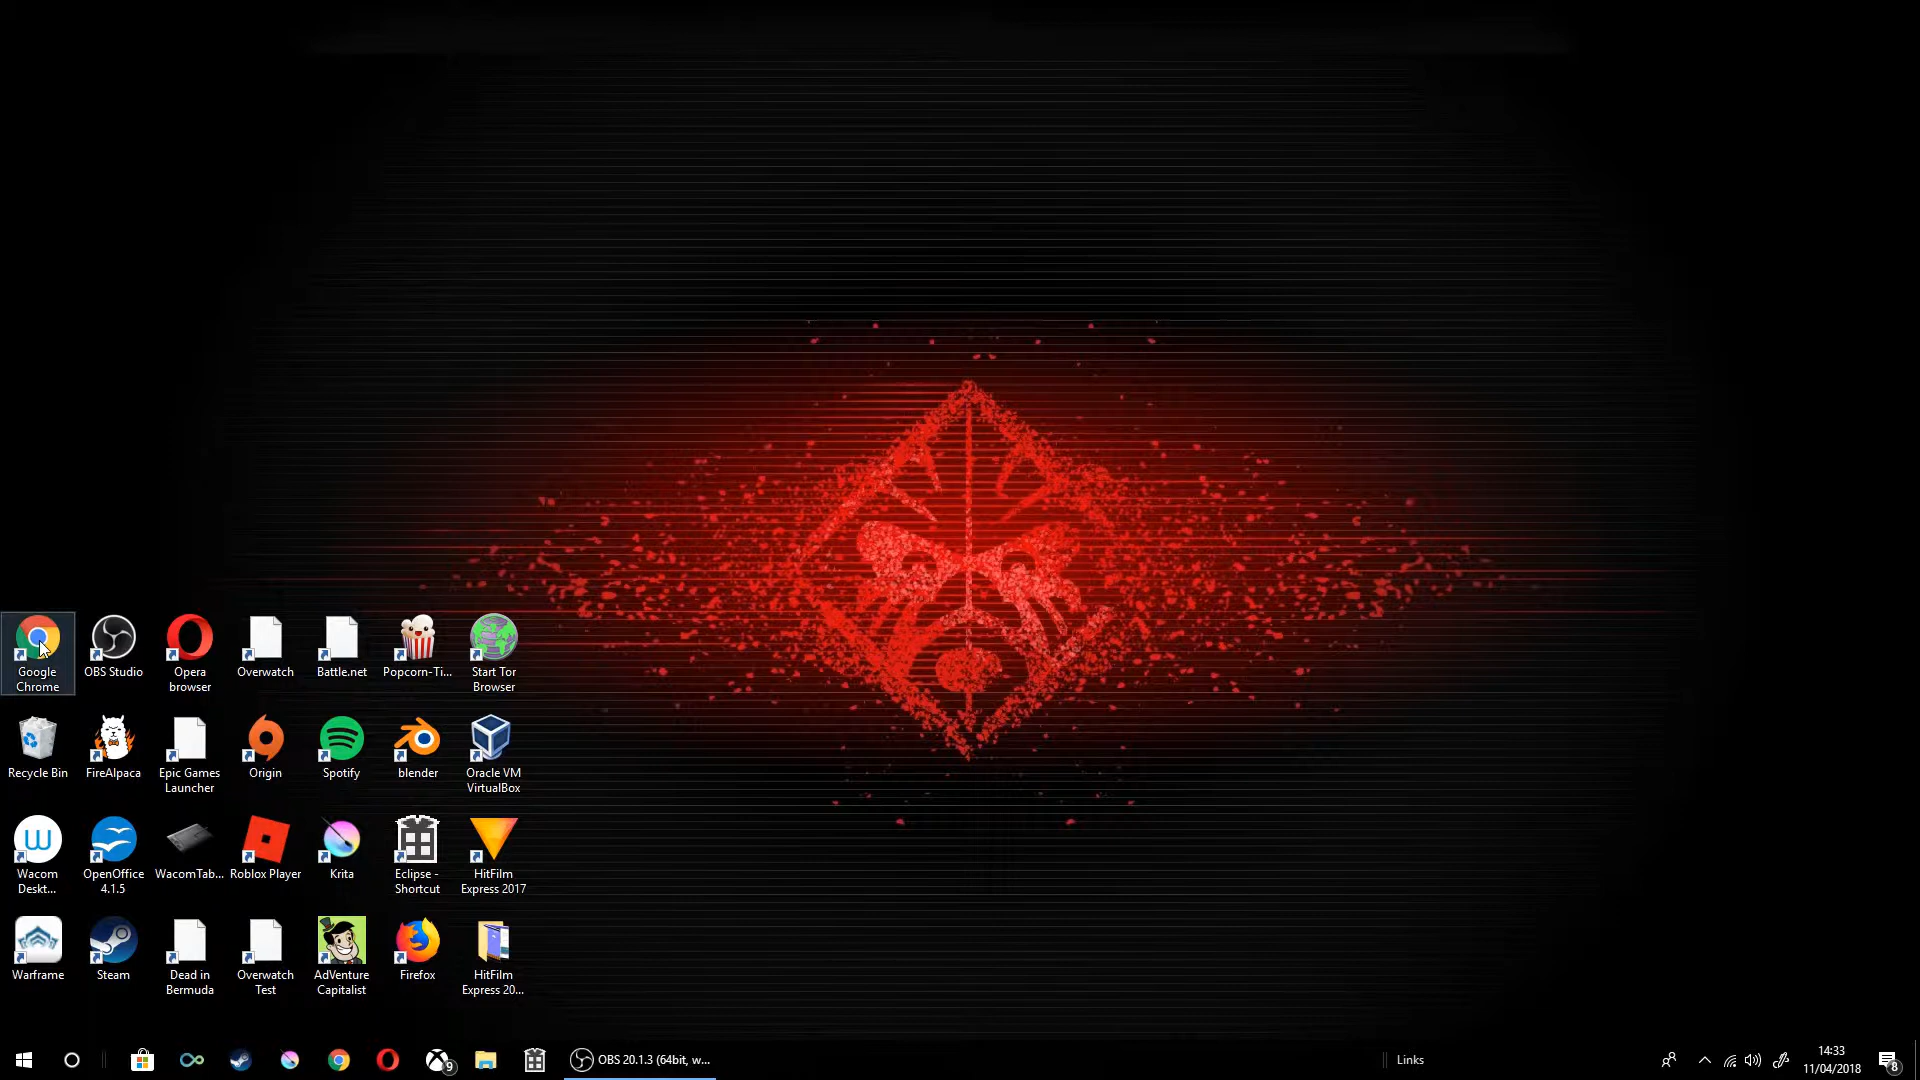 Google
Chrome
OBS Studio
Opera
browser
Overwatch
Battle.net
Popcorn-Ti...
Start Tor
Browser
Recycle Bin
FireAlpaca
Epic Games
Launcher
Origin
Spotify
blender
Oracle VM
VirtualBox
Wacom
Deskt...
OpenOffice
4.1.5
WacomTab...
Roblox Player
Krita
Eclipse -
Shortcut
HitFilm
Express 2017
Warframe
Steam
Dead in
Bermuda
Overwatch
Test
AdVenture
Capitalist
Firefox
HitFilm
Express 20...
9
OBS 20.1.3 (64bit, w...
Links
14:33
11/04/2018
8